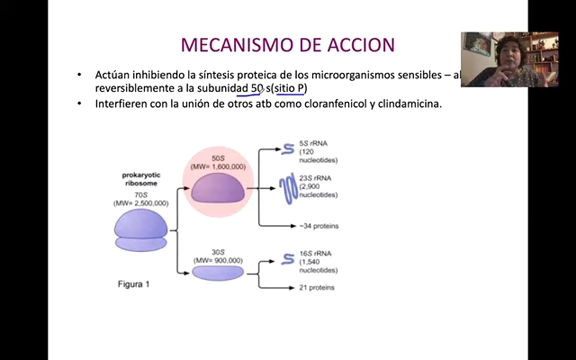 MECANISMO DE ACCION
• Actúan inhibiendo la síntesis proteica de los microorganismos sensibles – al
reversiblemente a la subunidad 50 s(sitio P)
• Interfieren con la unión de otros atb como cloranfenicol y clindamicina.
prokaryotic
ribosome
70S
(MW= 2,500,000)
50S
(MW= 1,600,000)
5S rRNA
(120
nucleotides)
23S rRNA
(2,900
nucleotides)
~34 proteins
30S
(MW= 900,000)
16S rRNA
(1,540
nucleotides)
21 proteins
Figura 1